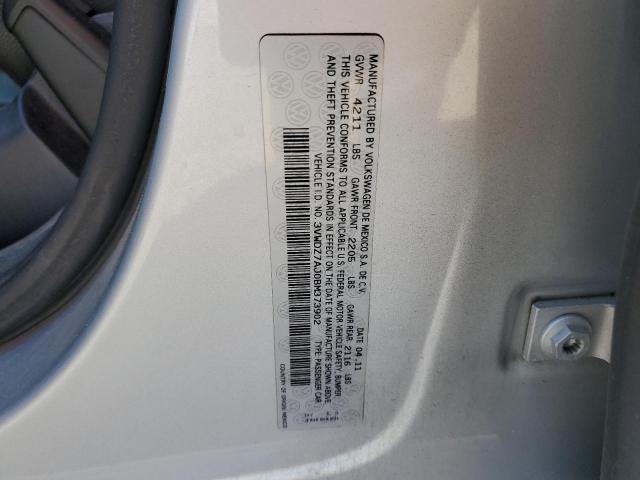 MANUFACTURED BY VOLKSWAGEN DE MEXICO S.A. DE C.V.
GVWR 4211 LBS GAWR FRONT 2205 LBS GAWR REAR 2116 LBS DATE 04.11
THIS VEHICLE CONFORMS TO ALL APPLICABLE U.S. FEDERAL MOTOR VEHICLE SAFETY, BUMPER
AND THEFT PREVENTION STANDARDS IN EFFECT ON THE DATE OF MANUFACTURE SHOWN ABOVE.
VEHICLE I.D. NO. 3VWDZ7AJ0BM373902 TYPE: PASSENGER CAR
COUNTRY OF ORIGIN: MEXICO